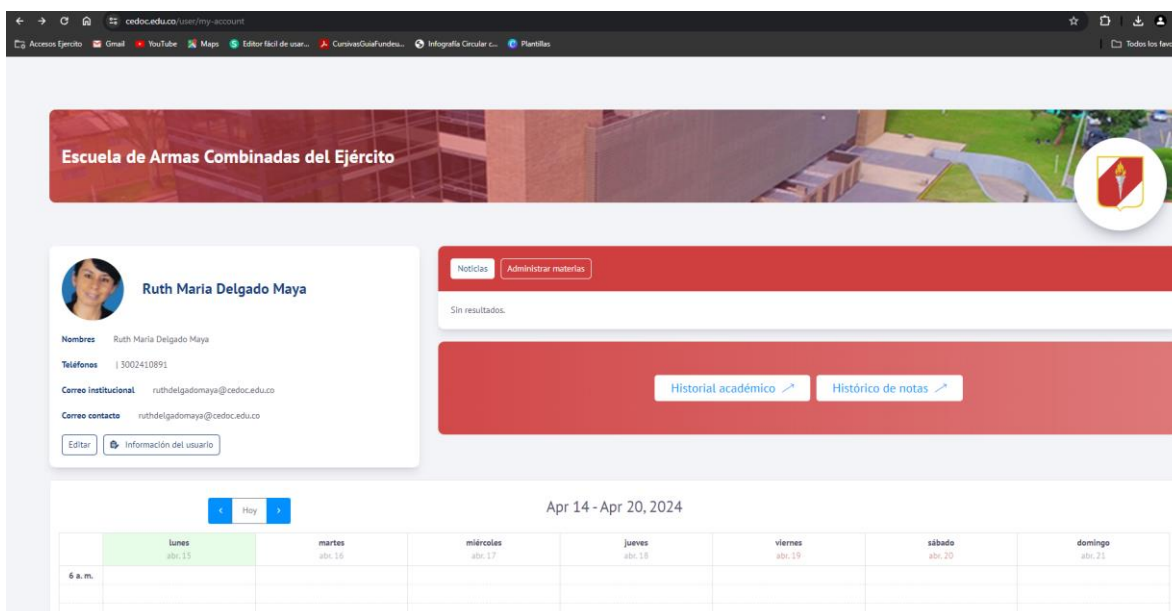 cedoc.edu.co/user/my-account
Accesos Ejercito Gmail YouTube Maps Editor fácil de usar... CursivasGuiaFundeu... Infografía Circular c... Plantillas Todos los favo
Escuela de Armas Combinadas del Ejército
Ruth Maria Delgado Maya
Nombres Ruth Maria Delgado Maya
Teléfonos | 3002410891
Correo institucional ruthdelgadomaya@cedoc.edu.co
Correo contacto ruthdelgadomaya@cedoc.edu.co
Editar Información del usuario
Noticias Administrar materias
Sin resultados.
Historial académico Histórico de notas
Hoy Apr 14 - Apr 20, 2024
lunes martes miércoles jueves viernes sábado domingo
abr. 15 abr. 16 abr. 17 abr. 18 abr. 19 abr. 20 abr. 21
6 a. m.